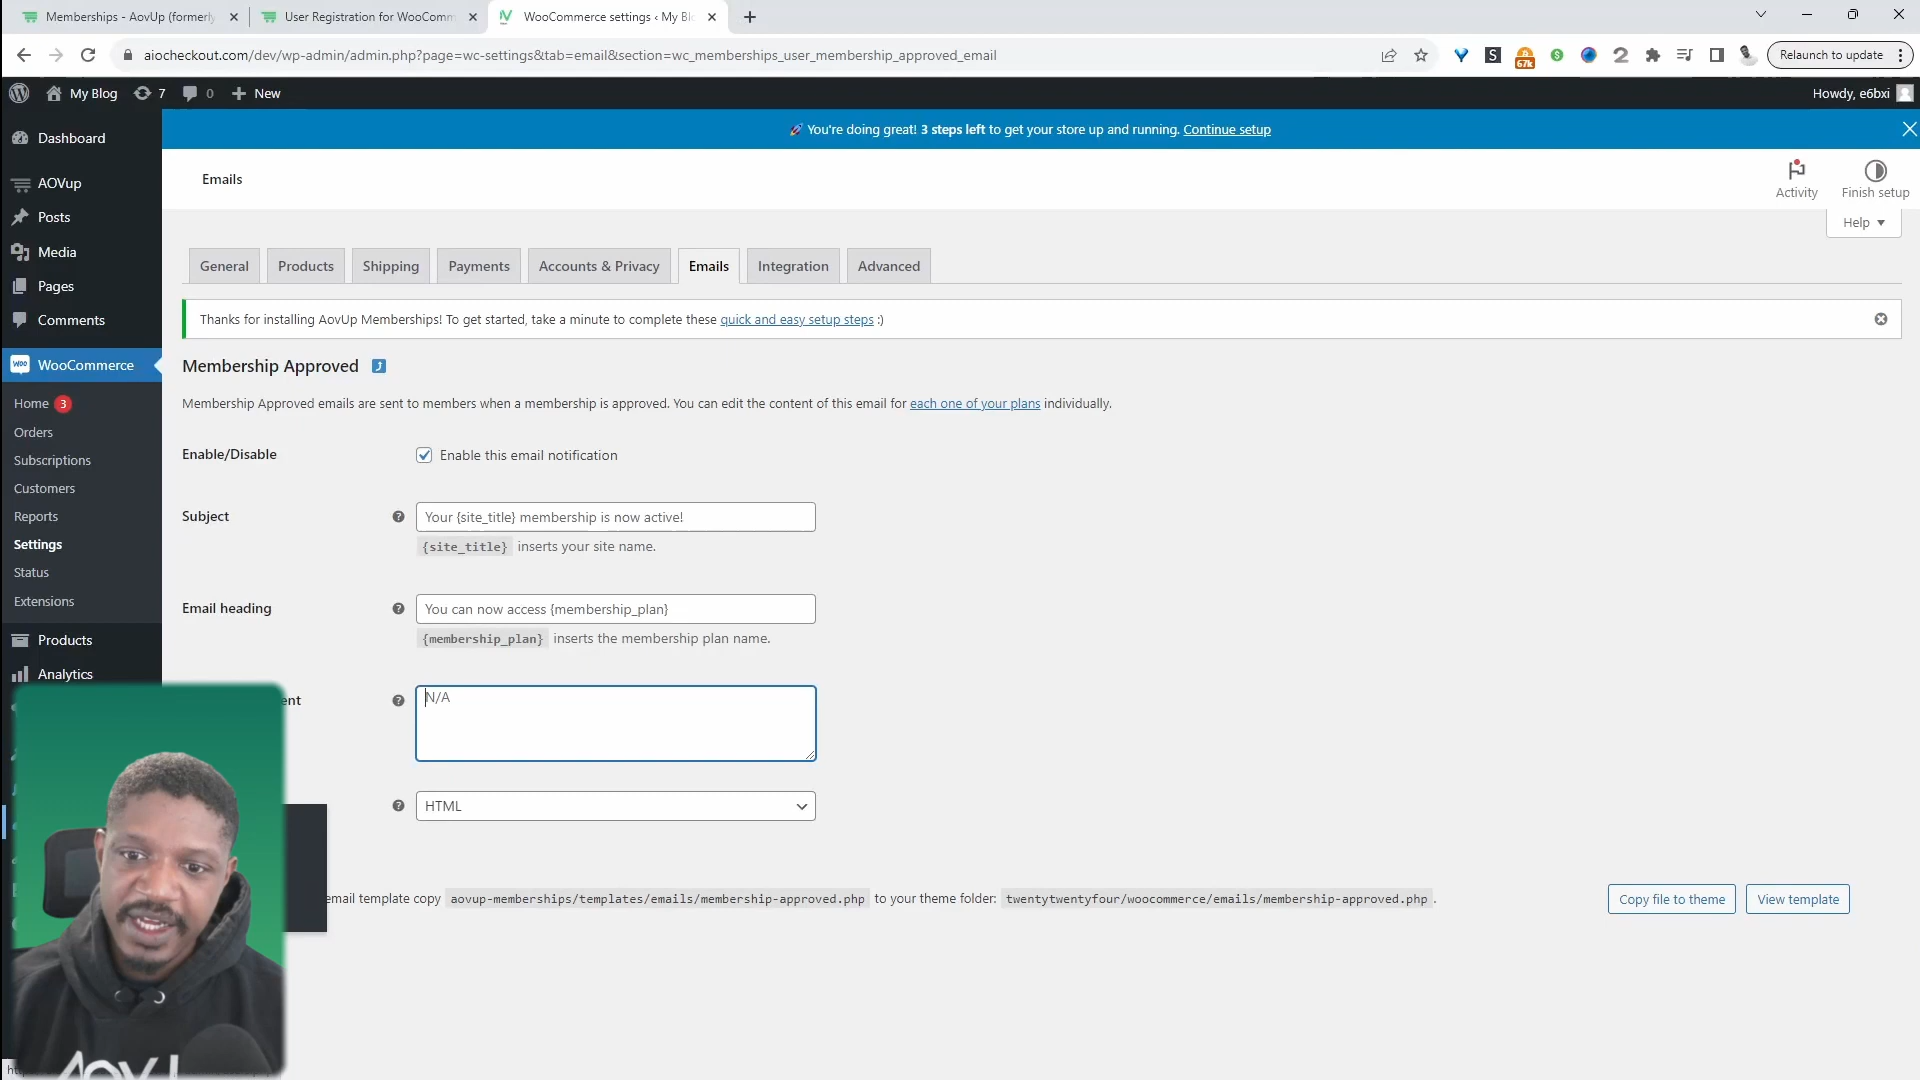 Memberships - AovUp (formerly
User Registration for WooComm
WooCommerce settings ‹ My Bl
aiocheckout.com/dev/wp-admin/admin.php?page=wc-settings&tab=email&section=wc_memberships_user_membership_approved_email
S
67k
2
Relaunch to update
My Blog
7
0
New
Howdy, e6bxi
Dashboard
🚀 You're doing great! 3 steps left to get your store up and running. Continue setup
Emails
Activity
Finish setup
Help
AOVup
Posts
Media
Pages
Comments
woo WooCommerce
Home 3
Orders
Subscriptions
Customers
Reports
Settings
Status
Extensions
Products
Analytics
General
Products
Shipping
Payments
Accounts & Privacy
Emails
Integration
Advanced
Thanks for installing AovUp Memberships! To get started, take a minute to complete these quick and easy setup steps :)
Membership Approved
Membership Approved emails are sent to members when a membership is approved. You can edit the content of this email for each one of your plans individually.
Enable/Disable
Enable this email notification
Subject
Your {site_title} membership is now active!
{site_title} inserts your site name.
Email heading
You can now access {membership_plan}
{membership_plan} inserts the membership plan name.
ent
N/A
HTML
email template copy aovup-memberships/templates/emails/membership-approved.php to your theme folder: twentytwentyfour/woocommerce/emails/membership-approved.php .
Copy file to theme
View template